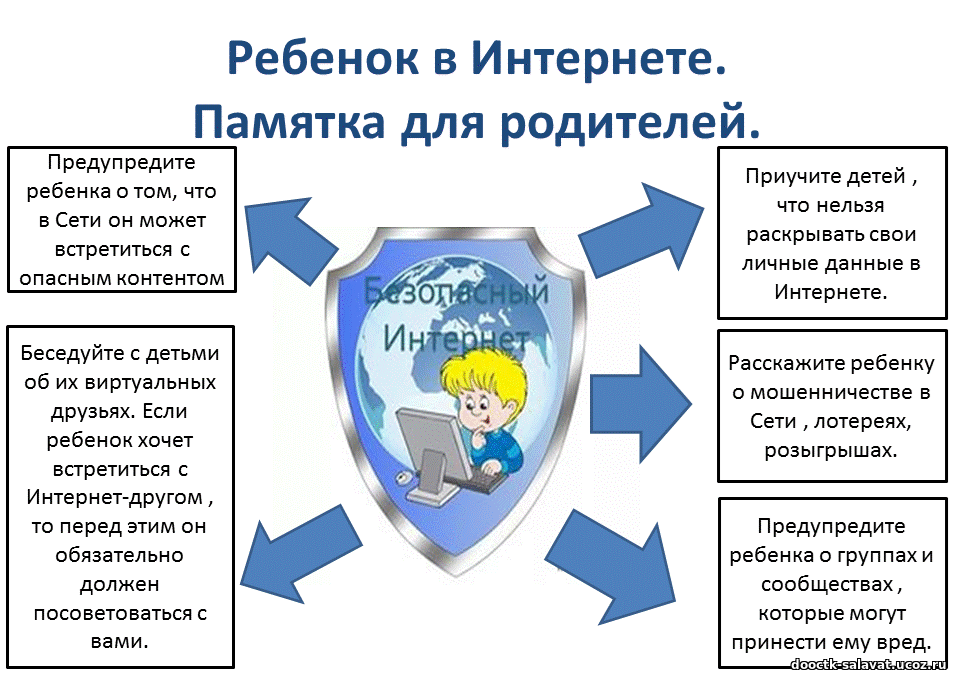 Ребенок в Интернете.
Памятка для родителей.
Предупредите
ребенка о том, что
в Сети он может
встретиться с
опасным контентом
Беседуйте с детьми
об их виртуальных
друзьях. Если
ребенок хочет
встретиться с
Интернет-другом ,
то перед этим он
обязательно
должен
посоветоваться с
вами.
Безопасный
Интернет
Приучите детей ,
что нельзя
раскрывать свои
личные данные в
Интернете.
Расскажите ребенку
о мошенничестве в
Сети , лотереях,
розыгрышах.
Предупредите
ребенка о группах и
сообществах ,
которые могут
принести ему вред.
dooctk-salavat.ucoz.ru